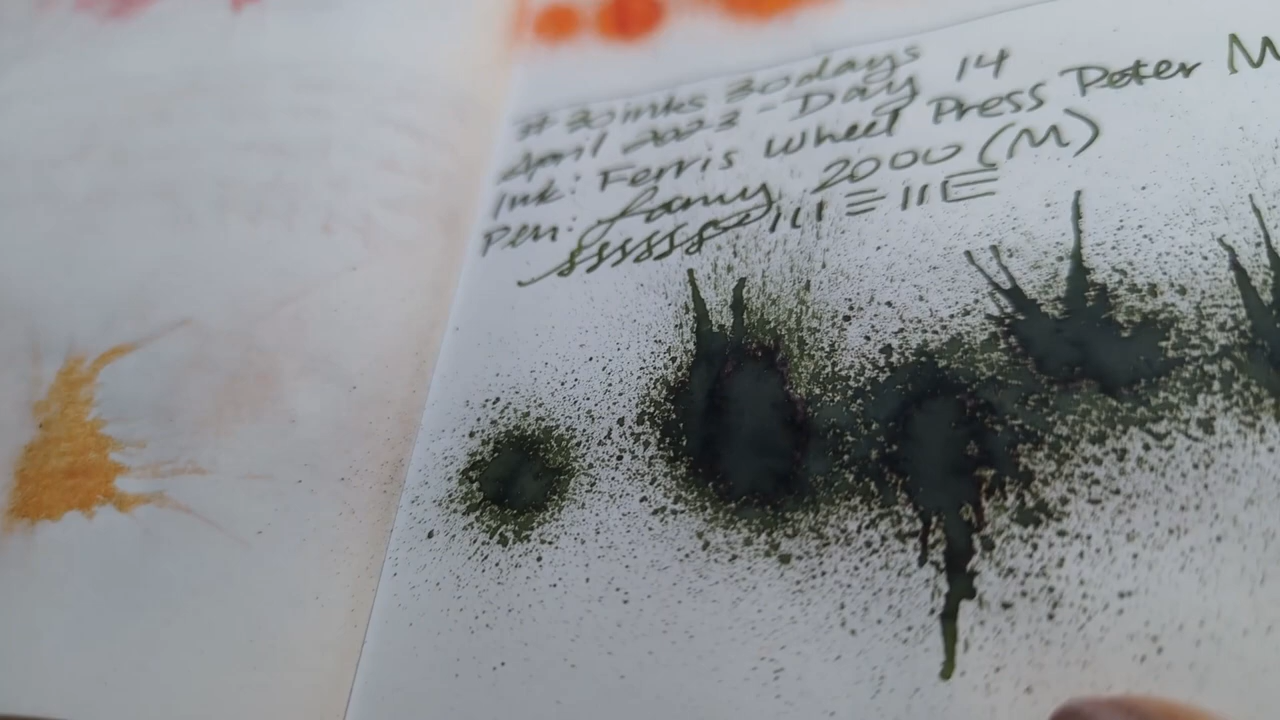 #30inks30days
April 2023 - Day 14
Ink: Ferris Wheel Press Peter M
Pen: Lamy 2000 (M)